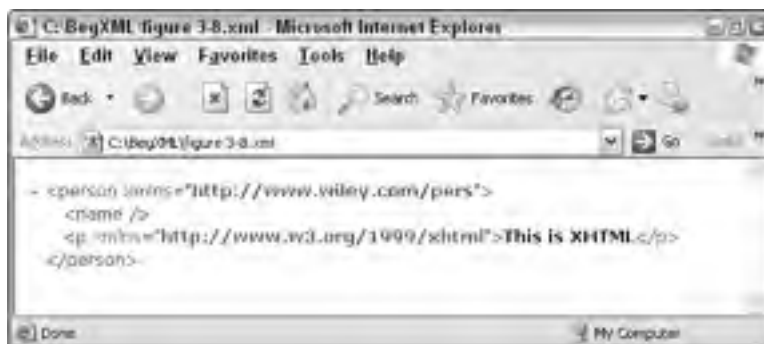 C:\BegXML\figure 3-8.xml - Microsoft Internet Explorer
File Edit View Favorites Tools Help
Back Search Favorites
Address C:\BegXML\figure 3-8.xml Go
- <person xmlns="http://www.wiley.com/pers">
<name />
<p xmlns="http://www.w3.org/1999/xhtml">This is XHTML</p>
</person>
Done My Computer